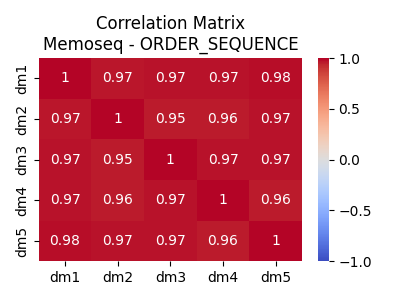 Correlation Matrix
Memoseq - ORDER_SEQUENCE
dm1 1 0.97 0.97 0.97 0.98
dm2 0.97 1 0.95 0.96 0.97
dm3 0.97 0.95 1 0.97 0.97
dm4 0.97 0.96 0.97 1 0.96
dm5 0.98 0.97 0.97 0.96 1
dm1 dm2 dm3 dm4 dm5
1.0
0.5
0.0
−0.5
−1.0